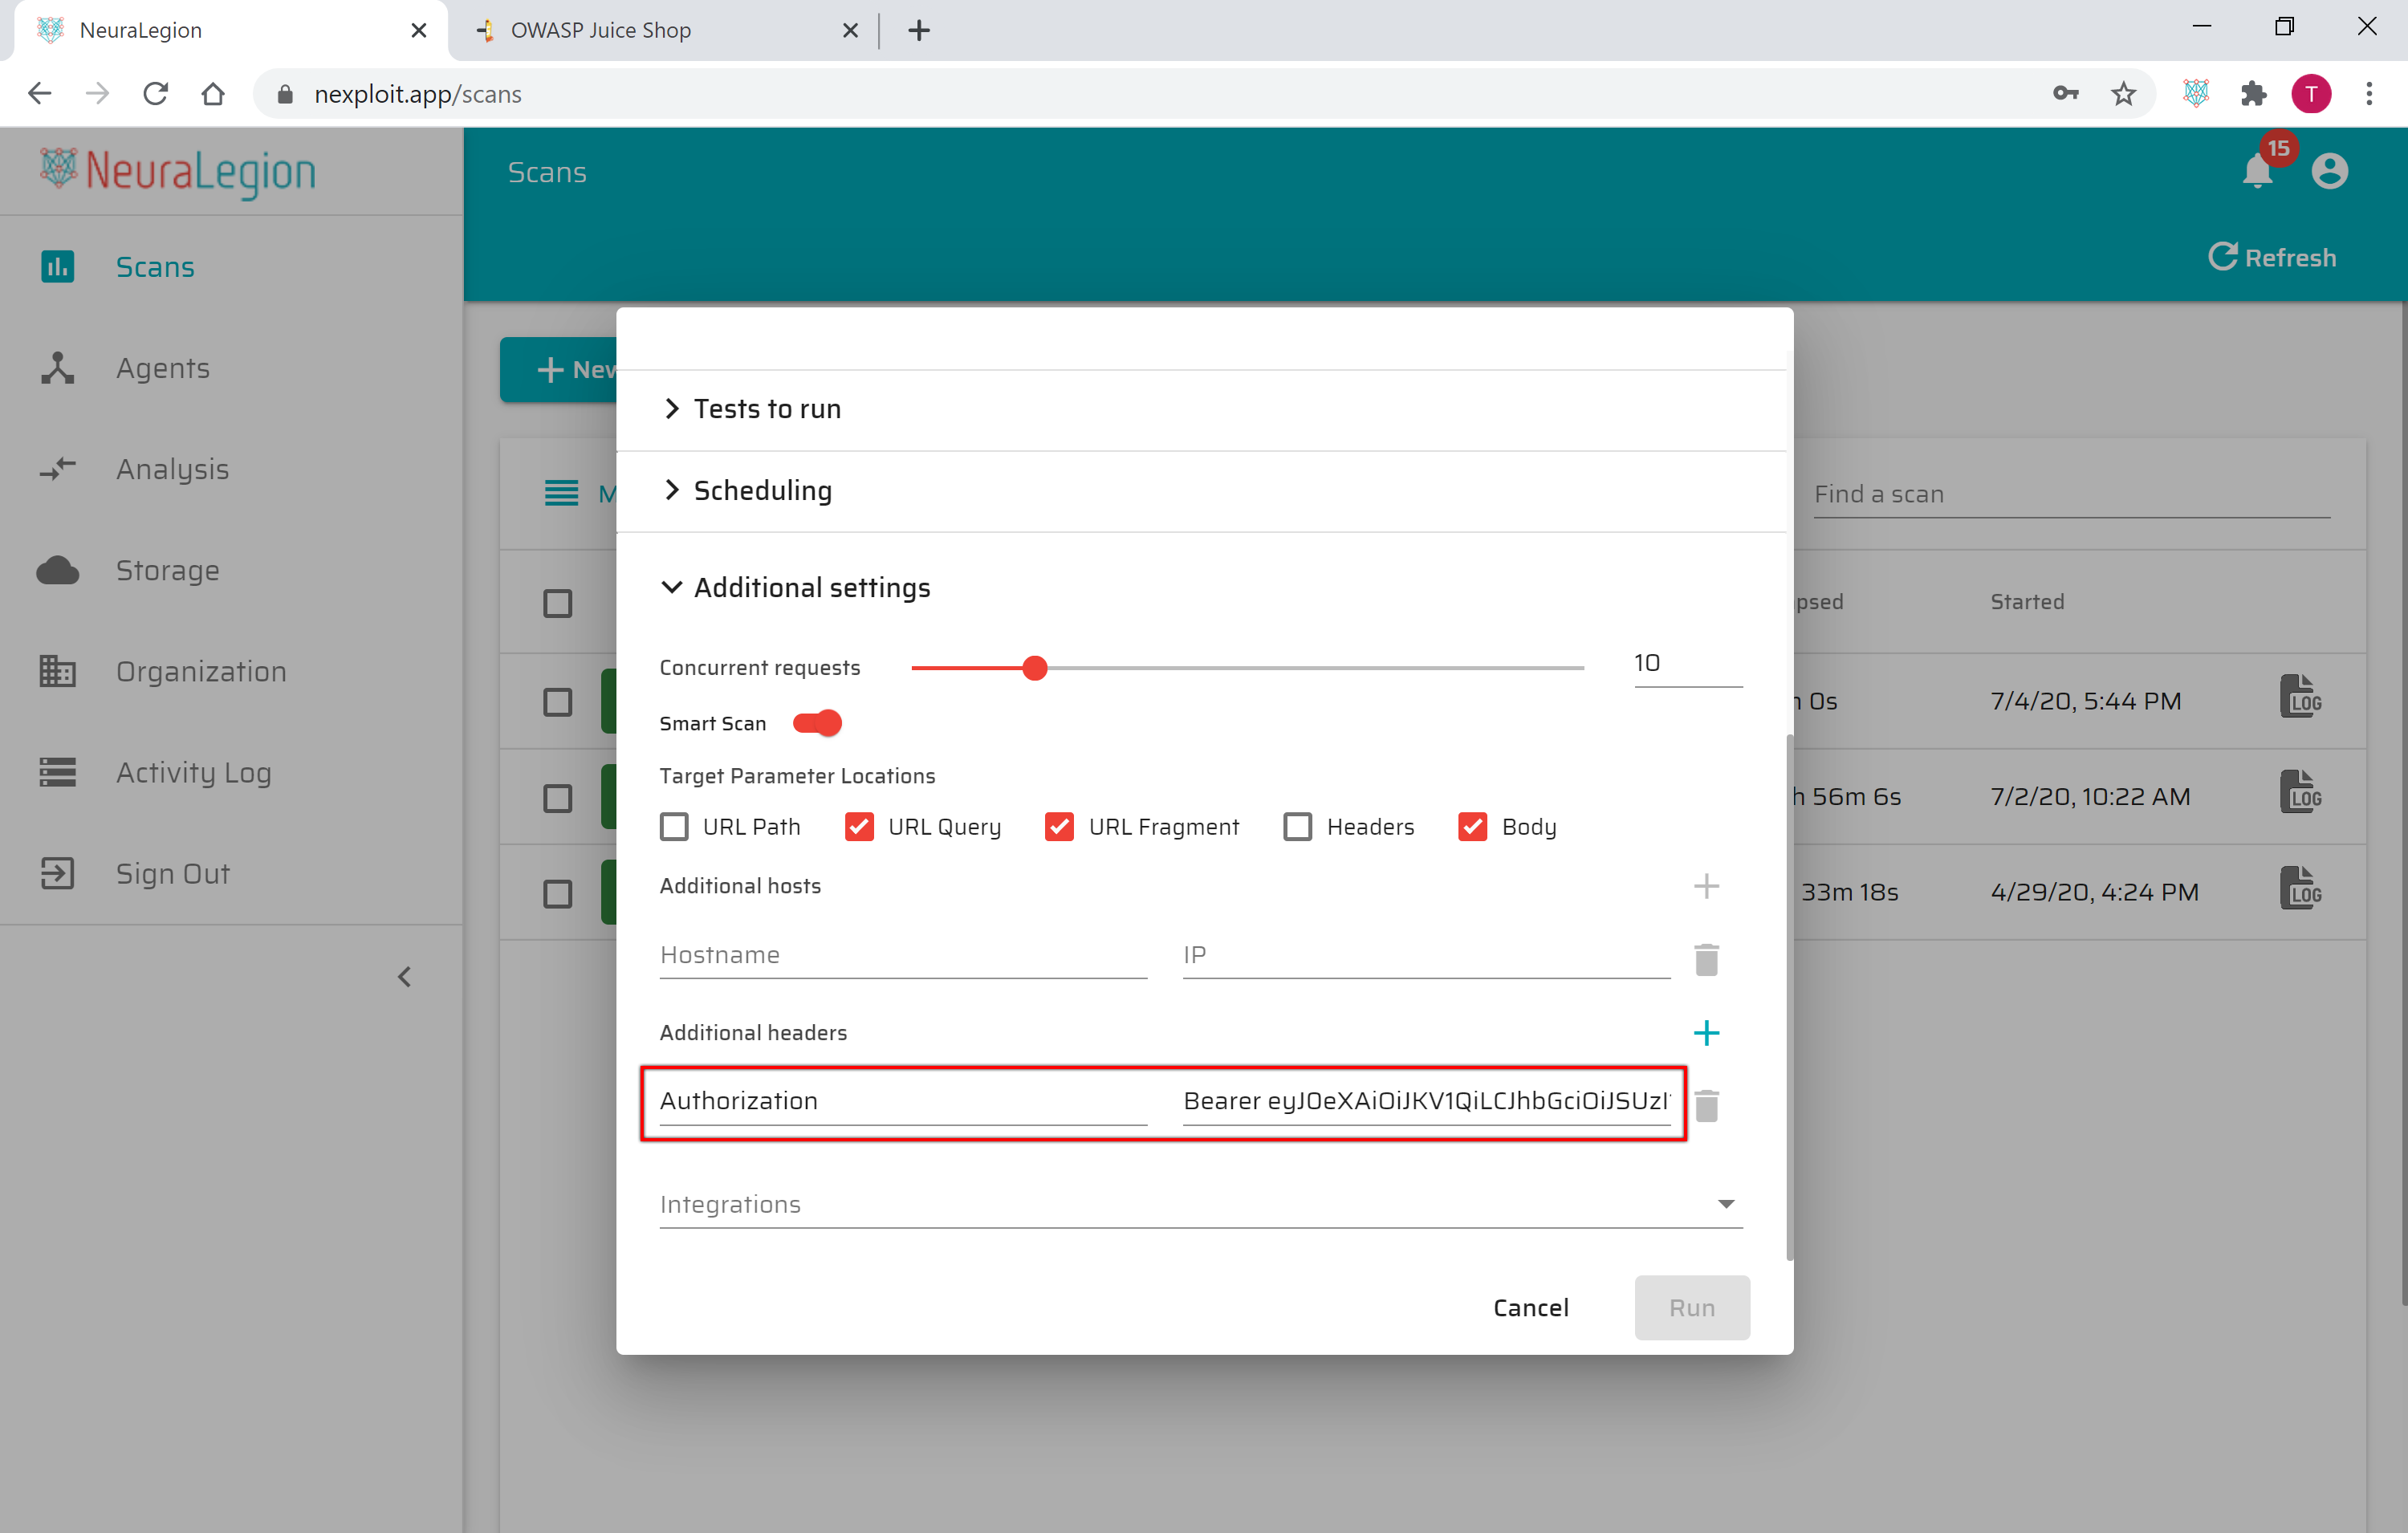 NeuraLegion
OWASP Juice Shop
nexploit.app/scans
T
NeuraLegion
Scans
15
Refresh
Scans
Agents
Analysis
Storage
Organization
Activity Log
Sign Out
New
Find a scan
Started
0s
7/4/20, 5:44 PM
LOG
h 56m 6s
7/2/20, 10:22 AM
LOG
33m 18s
4/29/20, 4:24 PM
LOG
Tests to run
Scheduling
Additional settings
Concurrent requests
10
Smart Scan
Target Parameter Locations
URL Path URL Query URL Fragment Headers Body
Additional hosts
Hostname IP
Additional headers
Authorization Bearer eyJ0eXAiOiJKV1QiLCJhbGciOiJSUzI
Integrations
Cancel Run